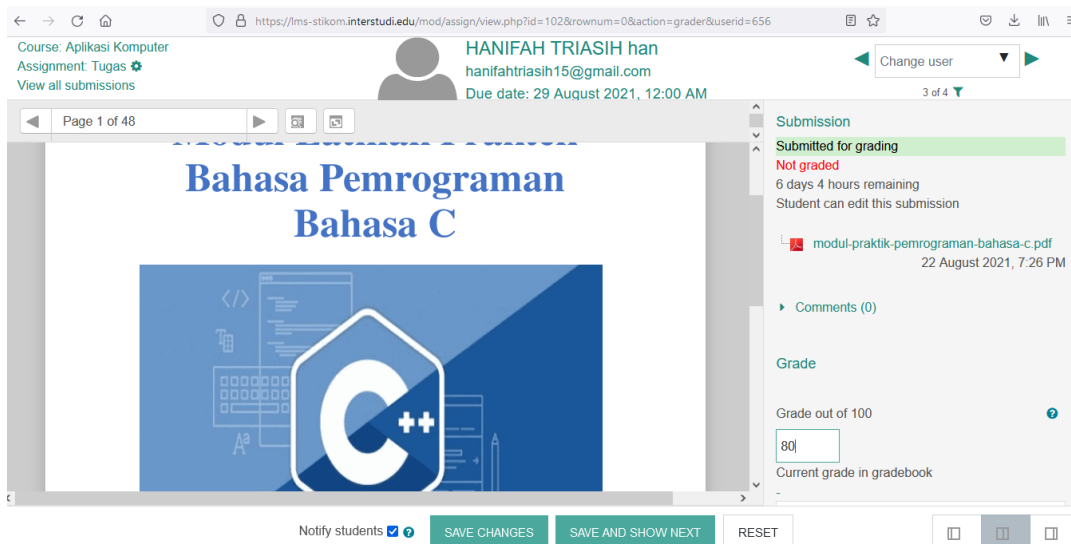 https://lms-stikom.interstudi.edu/mod/assign/view.php?id=102&rownum=0&action=grader&userid=656
Course: Aplikasi Komputer
Assignment: Tugas
View all submissions
HANIFAH TRIASIH han
hanifahtriasih15@gmail.com
Due date: 29 August 2021, 12:00 AM
Change user
3 of 4
Page 1 of 48
Modul Latihan Praktek
Bahasa Pemrograman
Bahasa C
</>
T
Aa
C++
Submission
Submitted for grading
Not graded
6 days 4 hours remaining
Student can edit this submission
modul-praktik-pemrograman-bahasa-c.pdf
22 August 2021, 7:26 PM
Comments (0)
Grade
Grade out of 100
80
Current grade in gradebook
-
Notify students
SAVE CHANGES
SAVE AND SHOW NEXT
RESET